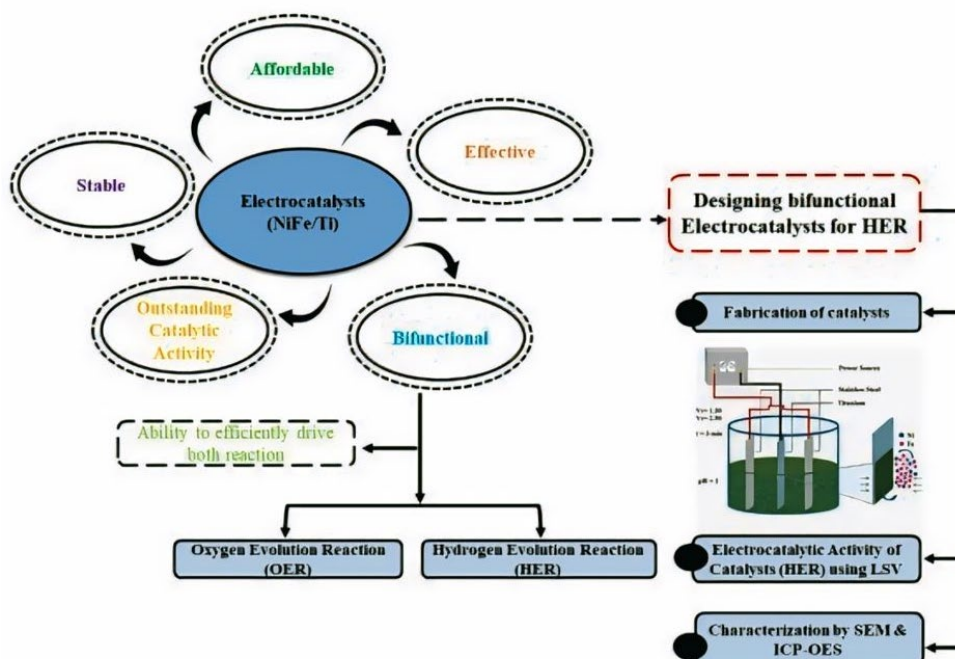 Affordable
Effective
Stable
Electrocatalysts
(NiFe/Ti)
Designing bifunctional
Electrocatalysts for HER
Outstanding
Catalytic
Activity
Bifunctional
Fabrication of catalysts
Power Source
Stainless Steel
Titanium
t = 3 min
pH = 1
Ni
Fe
Ability to efficiently drive
both reaction
Oxygen Evolution Reaction
(OER)
Hydrogen Evolution Reaction
(HER)
Electrocatalytic Activity of
Catalysts (HER) using LSV
Characterization by SEM &
ICP-OES